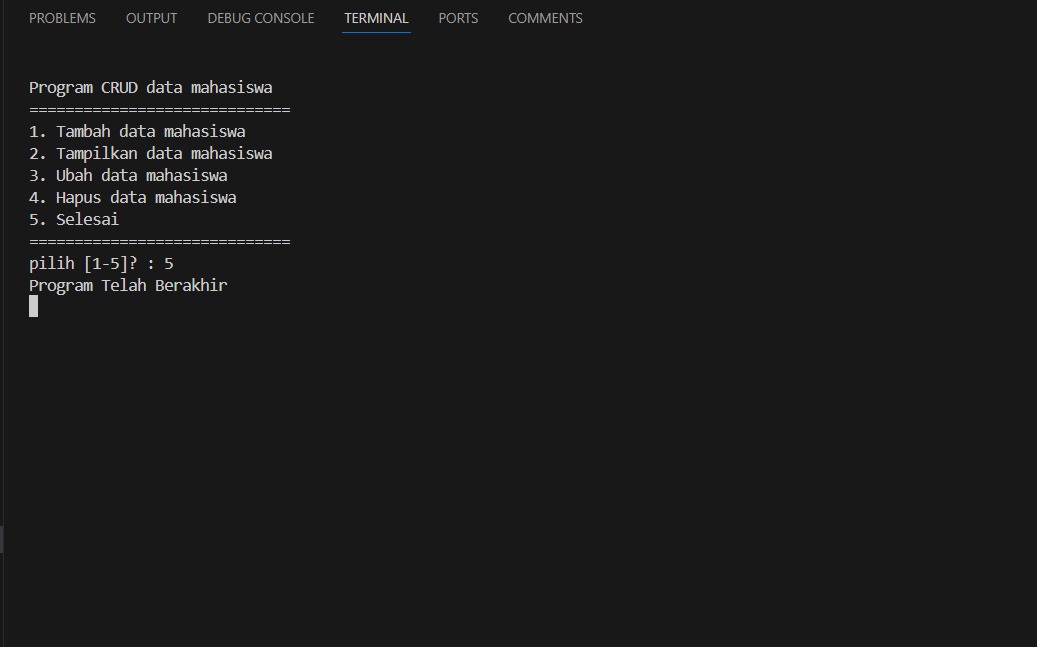 PROBLEMS OUTPUT DEBUG CONSOLE TERMINAL PORTS COMMENTS
Program CRUD data mahasiswa
=============================
1. Tambah data mahasiswa
2. Tampilkan data mahasiswa
3. Ubah data mahasiswa
4. Hapus data mahasiswa
5. Selesai
=============================
pilih [1-5]? : 5
Program Telah Berakhir